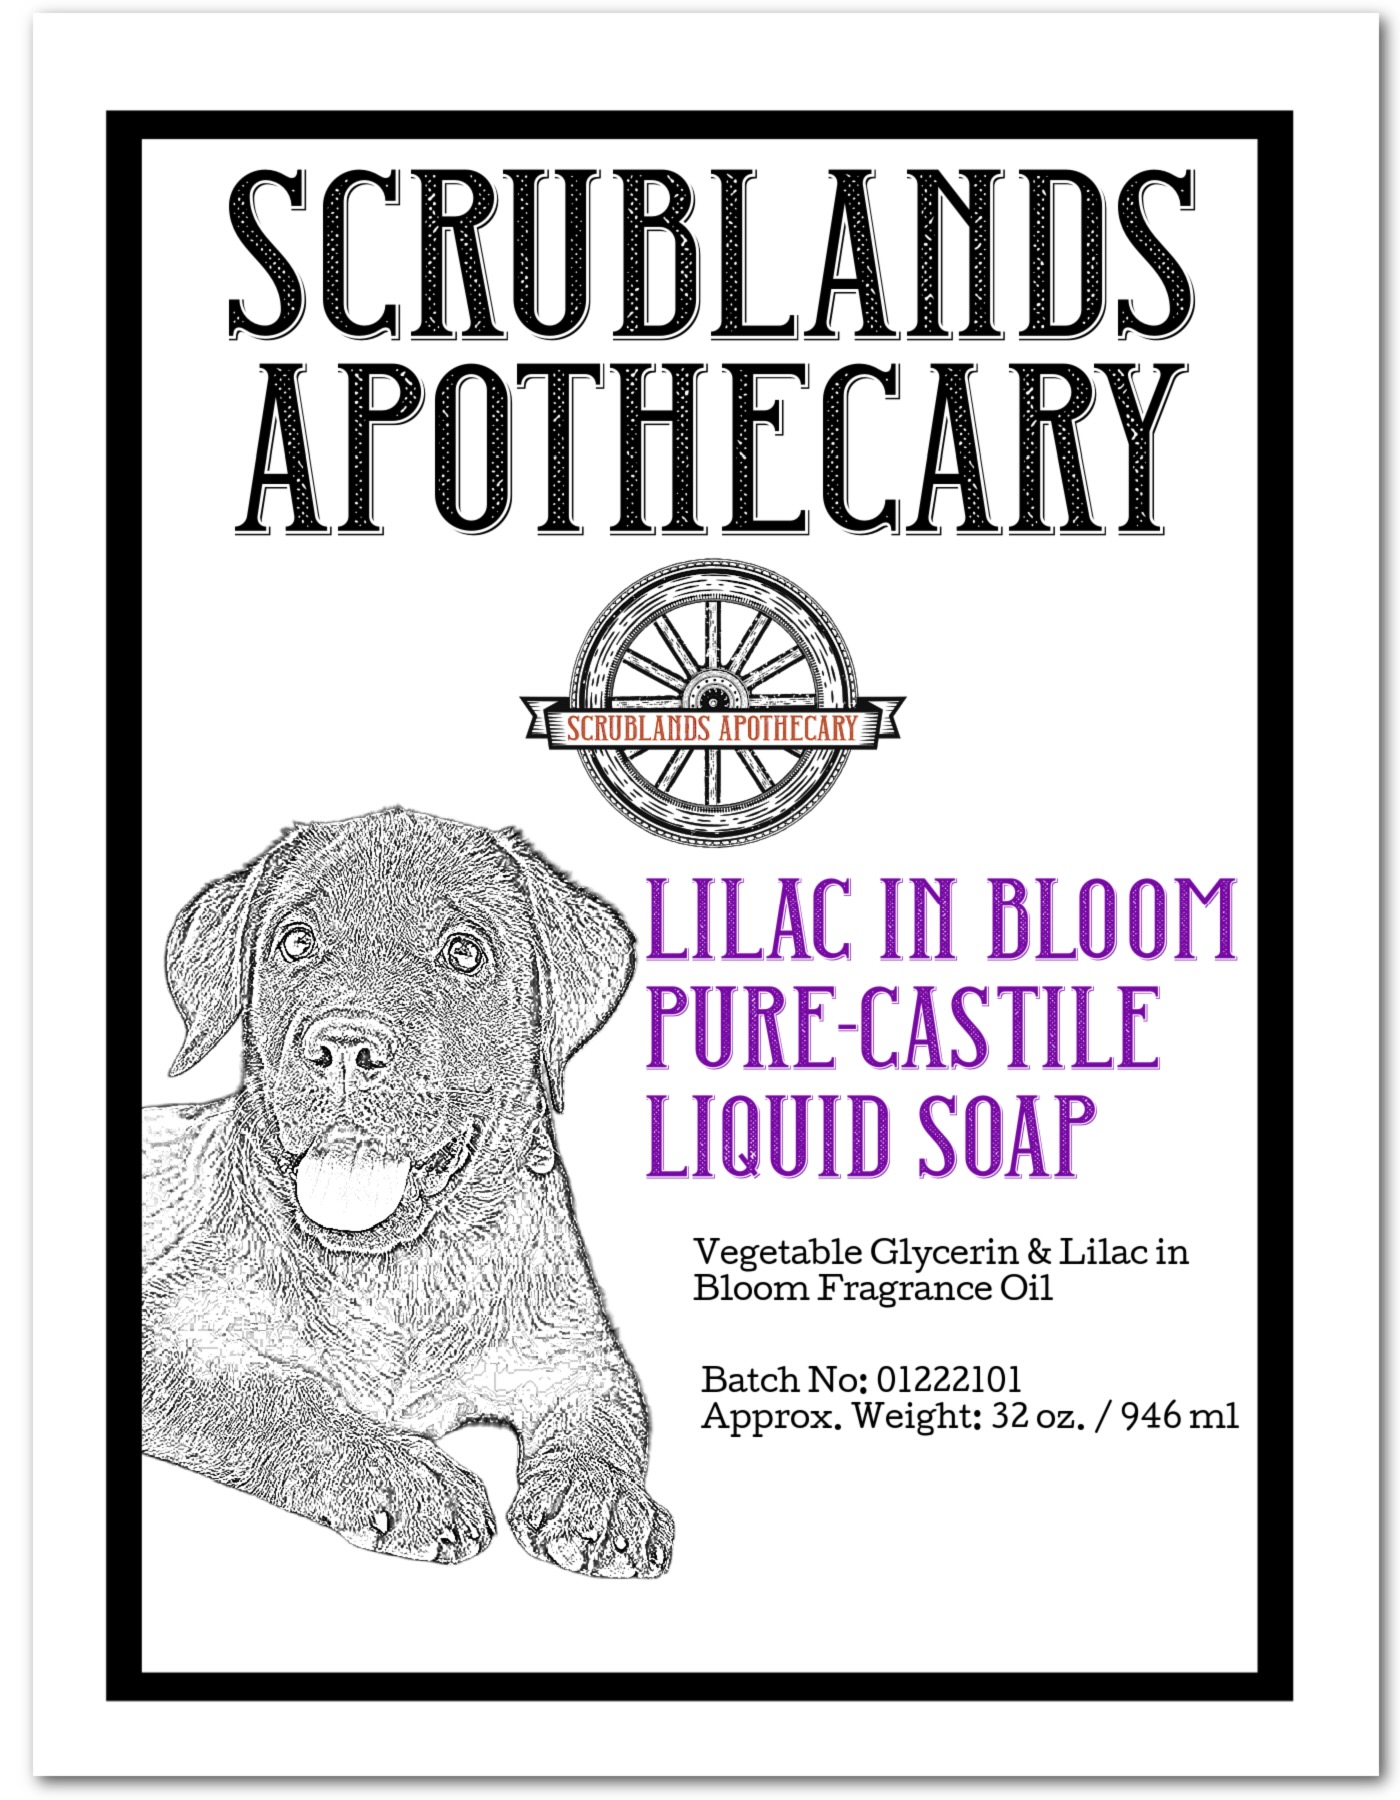 SCRUBLANDS
APOTHECARY
SCRUBLANDS APOTHECARY
LILAC IN BLOOM
PURE-CASTILE
LIQUID SOAP
Vegetable Glycerin & Lilac in
Bloom Fragrance Oil
Batch No: 01222101
Approx. Weight: 32 oz. / 946 ml